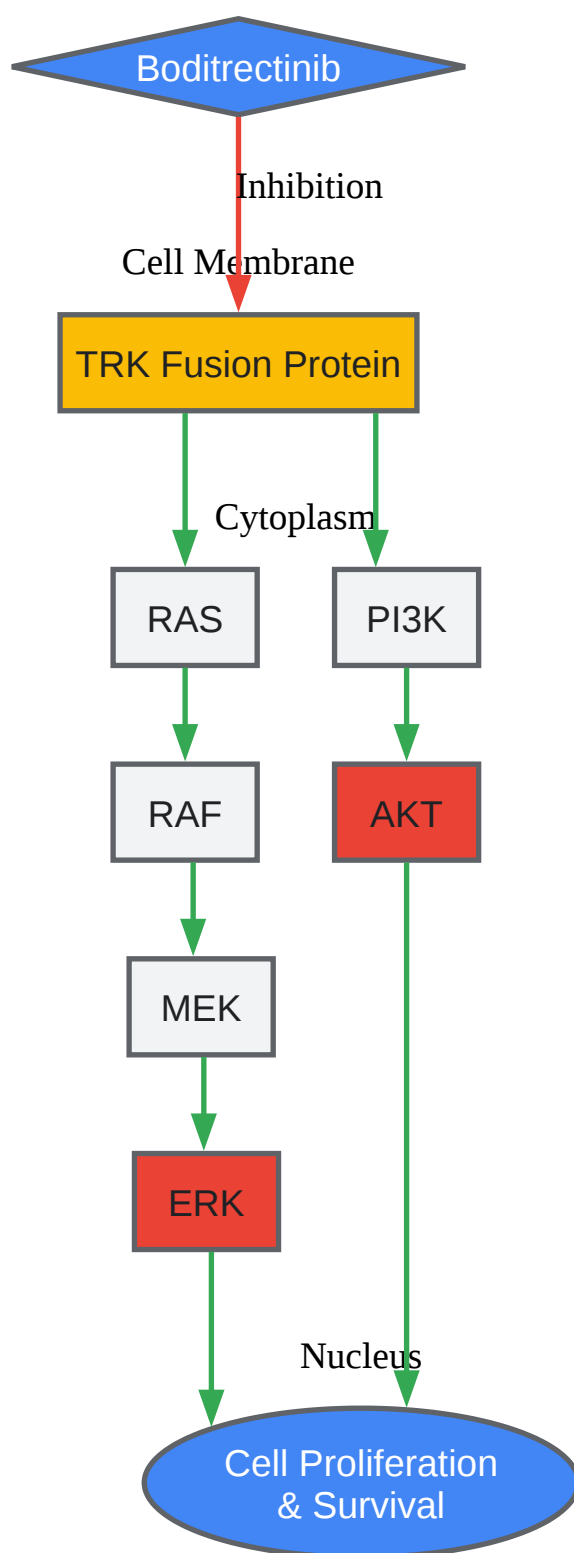 Boditrectinib
Inhibition
Cell Membrane
TRK Fusion Protein
Cytoplasm
RAS
PI3K
RAF
AKT
MEK
ERK
Nucleus
Cell Proliferation
& Survival